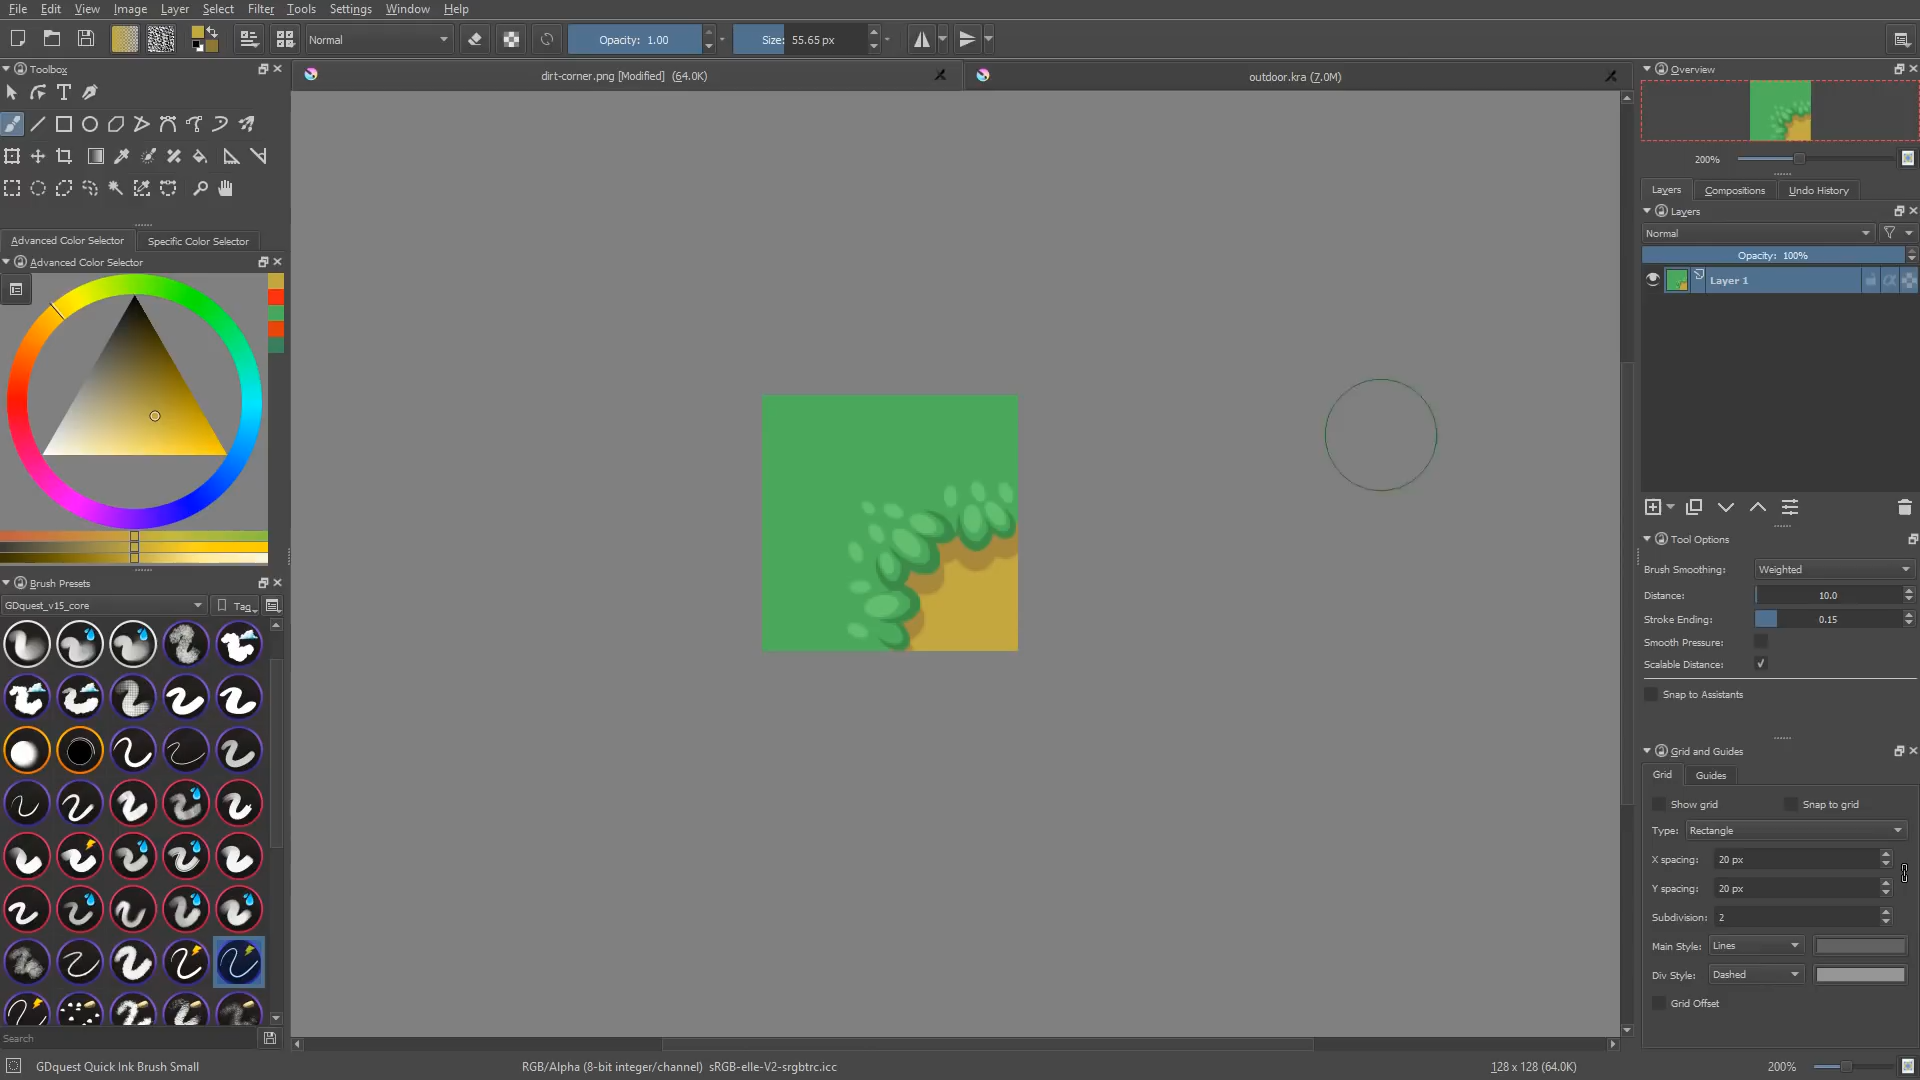 File Edit View Image Layer Select Filter Tools Settings Window Help
Normal Opacity: 1.00 Size: 55.65 px
Toolbox
dirt-corner.png [Modified] (64.0K)
outdoor.kra (7.0M)
Overview
200%
Layers Compositions Undo History
Layers
Normal
Opacity: 100%
Layer 1
Advanced Color Selector Specific Color Selector
Advanced Color Selector
Tool Options
Brush Smoothing: Weighted
Distance: 10.0
Stroke Ending: 0.15
Smooth Pressure:
Scalable Distance:
Snap to Assistants
Brush Presets
GDquest_v15_core Tag
Grid and Guides
Grid Guides
Show grid Snap to grid
Type: Rectangle
X spacing: 20 px
Y spacing: 20 px
Subdivision: 2
Main Style: Lines
Div Style: Dashed
Grid Offset
Search
GDquest Quick Ink Brush Small
RGB/Alpha (8-bit integer/channel) sRGB-elle-V2-srgbtrc.icc
128 x 128 (64.0K)
200%